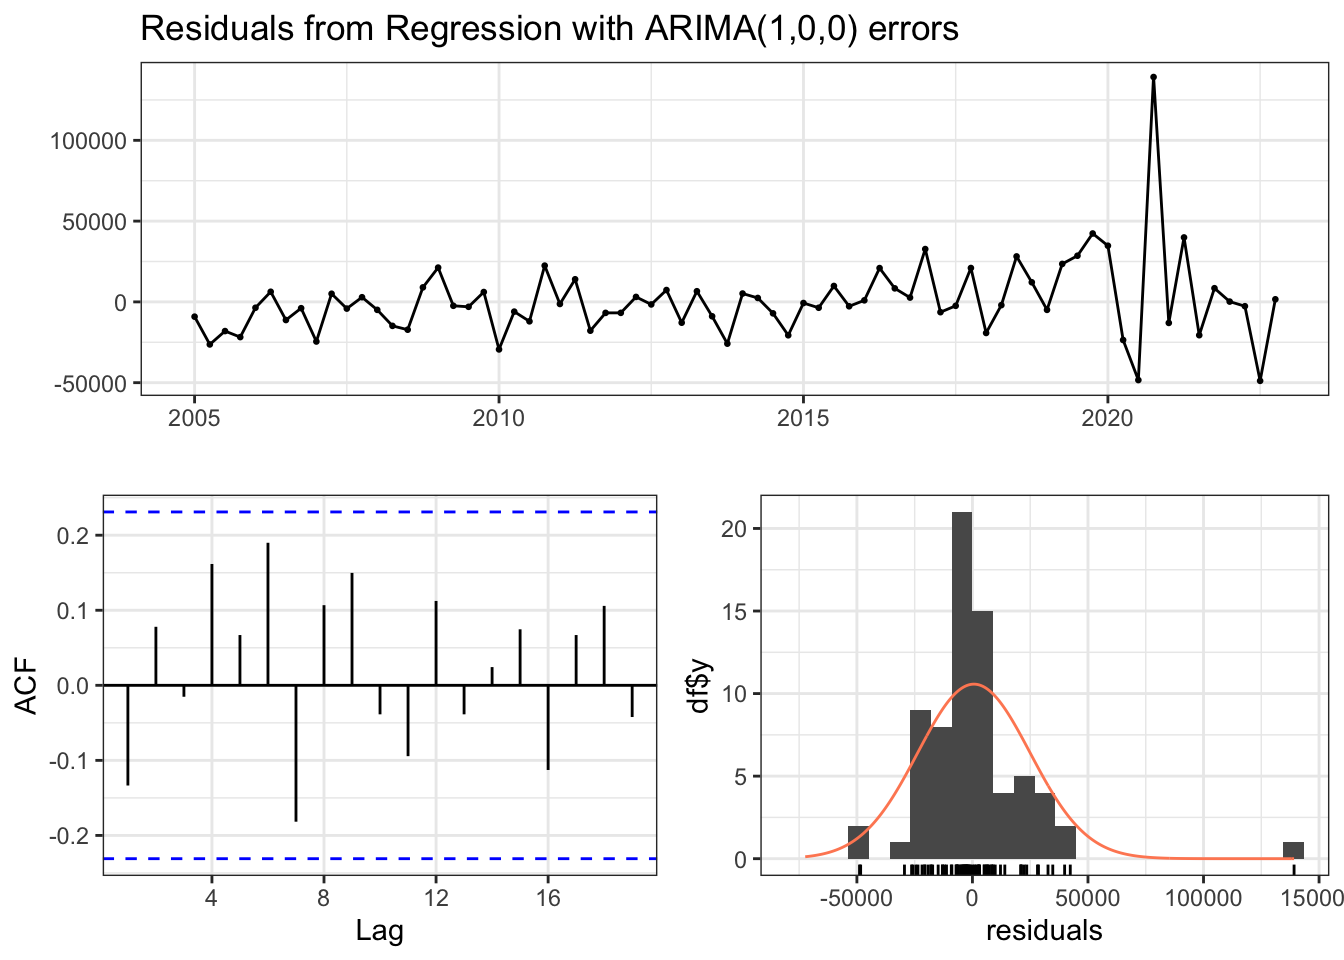 Residuals from Regression with ARIMA(1,0,0) errors
100000
50000
0
-50000
2005 2010 2015 2020
ACF
0.2
0.1
0.0
-0.1
-0.2
4 8 12 16
Lag
df$y
20
15
10
5
0
-50000 0 50000 100000 15000
residuals